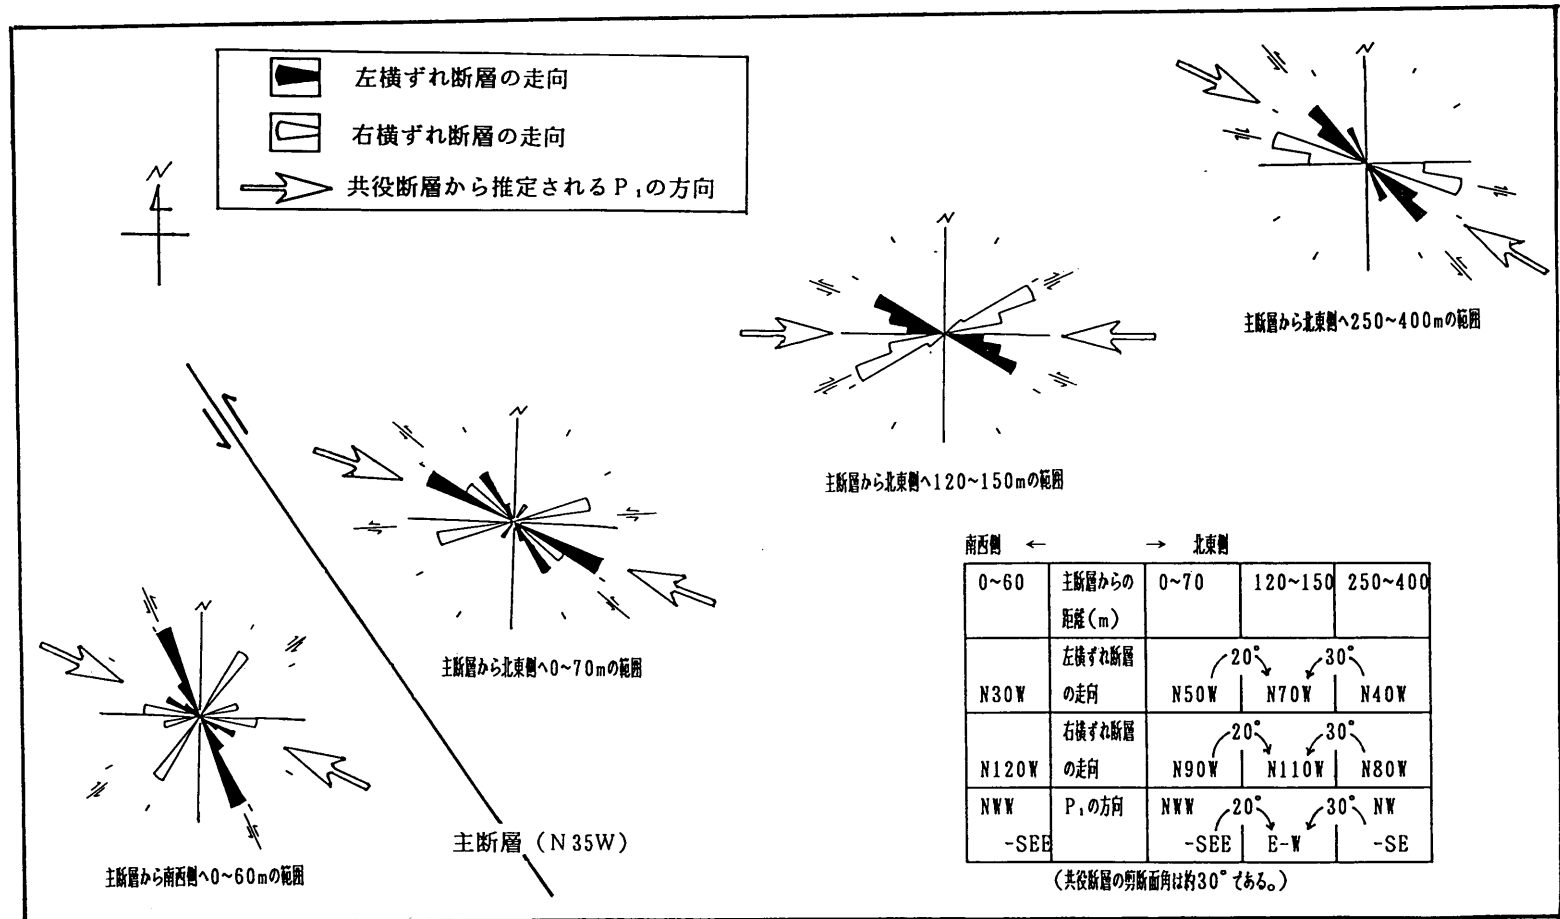 左横ずれ断層の走向
右横ずれ断層の走向
共役断層から推定されるP₁の方向
N
N
主断層から北東側へ250~400mの範囲
N
主断層から北東側へ120~150mの範囲
N
主断層から北東側へ0~70mの範囲
N
主断層から南西側へ0~60mの範囲
主断層(N35W)
南西側 ← → 北東側
0~60 主断層からの距離(m) 0~70 120~150 250~400
左横ずれ断層 20° 30°
N30W の走向 N50W N70W N40W
右横ずれ断層 20° 30°
N120W の走向 N90W N110W N80W
NWW P₁の方向 NWW 20° 30° NW
-SEE -SEE E-W -SE
(共役断層の剪断面角は約30°である。)